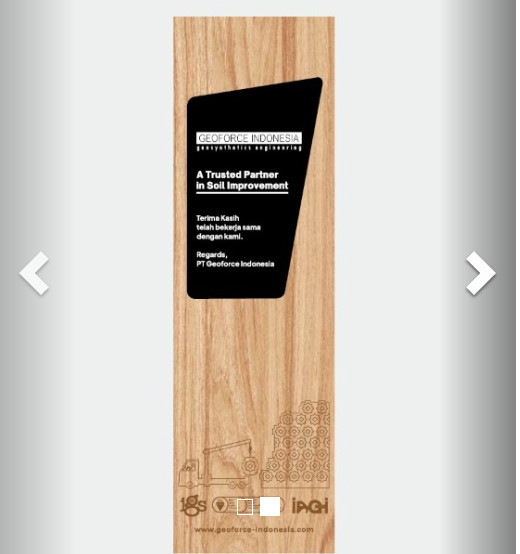 GEOFORCE INDONESIA
geosynthetics engineering
A Trusted Partner
in Soil Improvement
Terima Kasih
telah bekerja sama
dengan kami.
Regards,
PT Geoforce Indonesia
igs
www.geoforce-indonesia.com